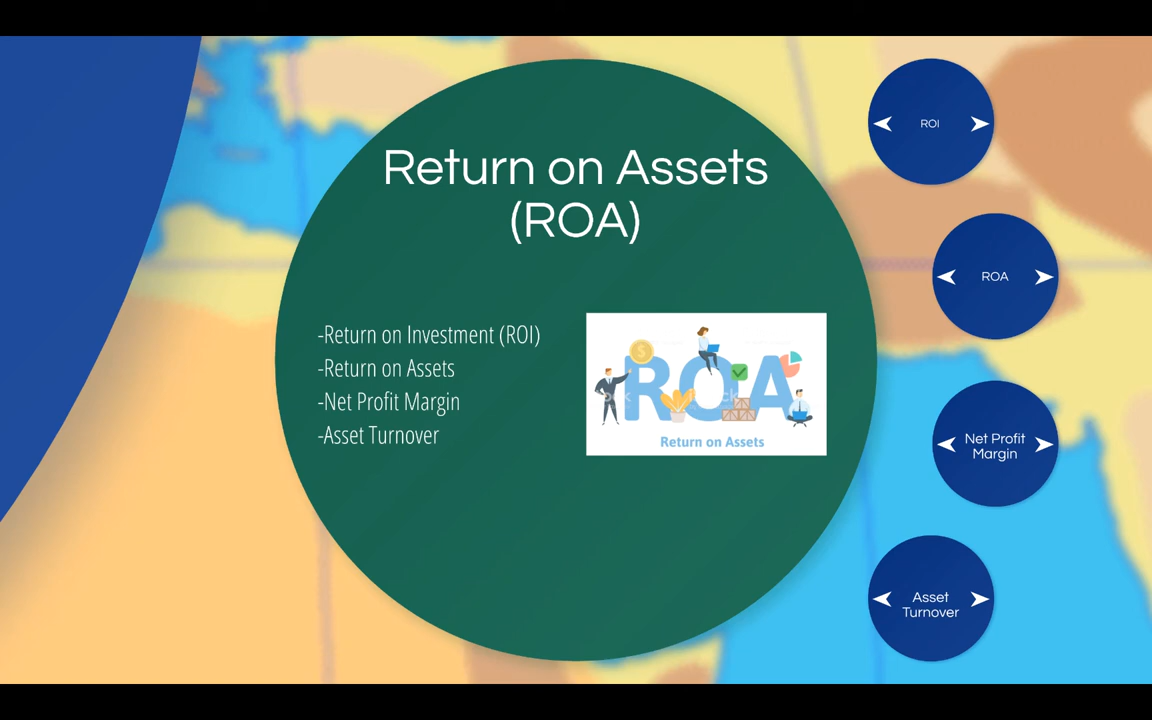 Return on Assets
(ROA)
-Return on Investment (ROI)
-Return on Assets
-Net Profit Margin
-Asset Turnover
ROA
Return on Assets
ROI
ROA
Net Profit
Margin
Asset
Turnover